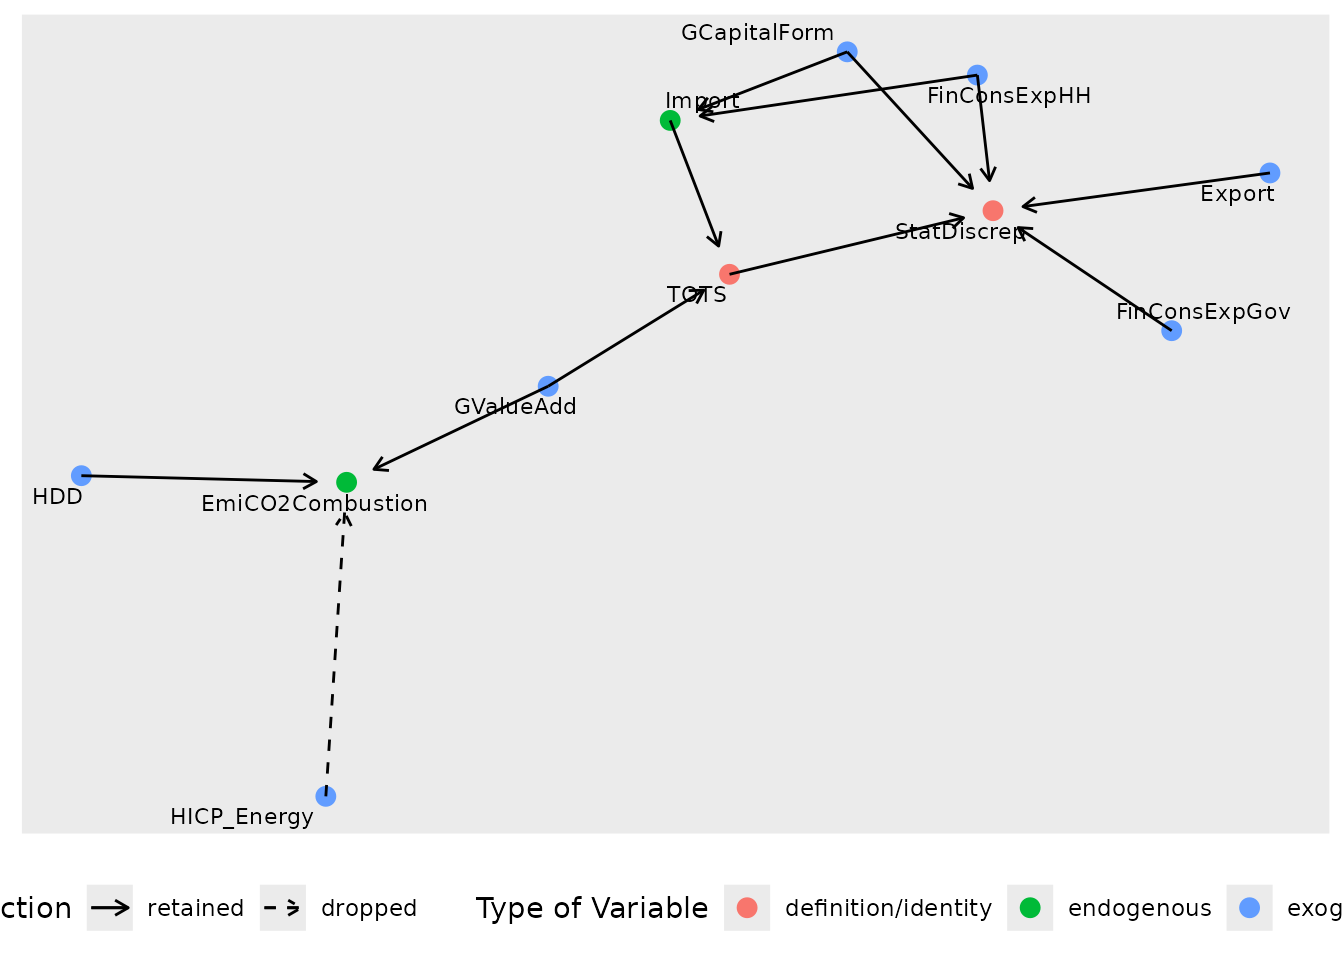 GCapitalForm
FinConsExpHH
Import
Export
StatDiscrep
TOTS
FinConsExpGov
GValueAdd
HDD
EmiCO2Combustion
HICP_Energy
ction retained dropped Type of Variable definition/identity endogenous exog